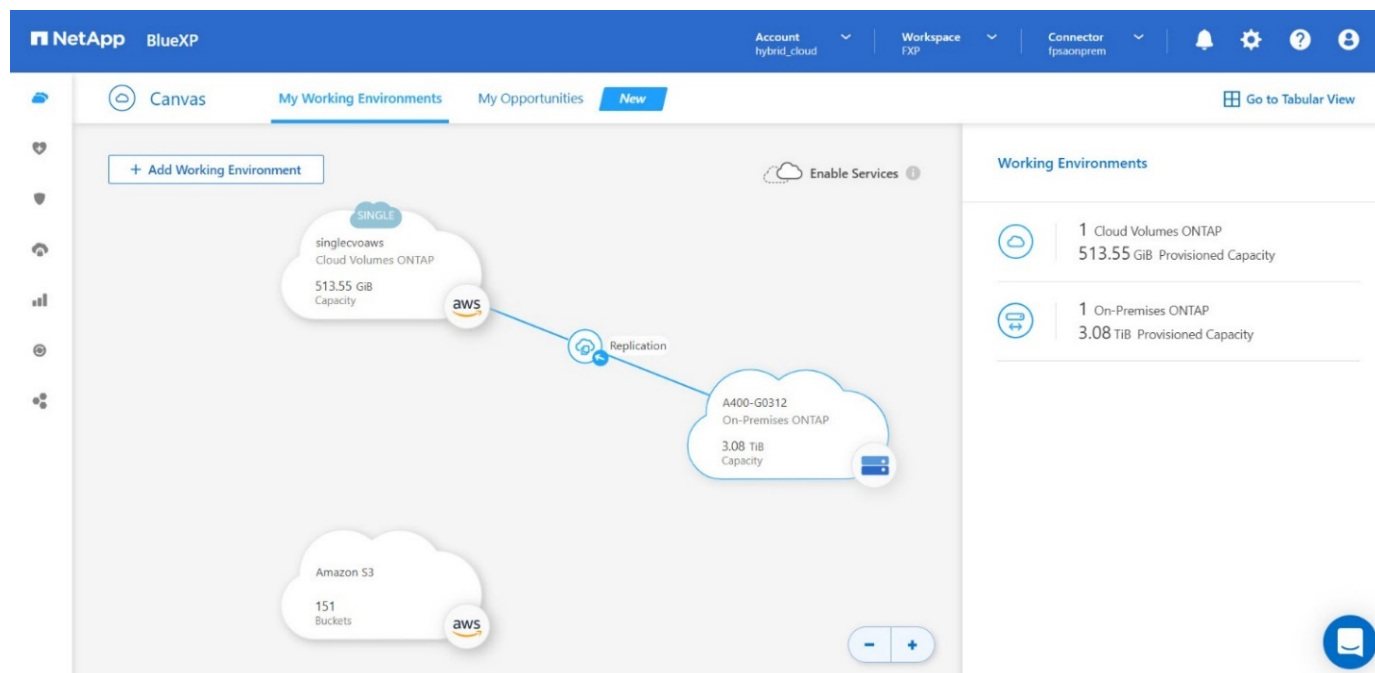 NetApp BlueXP
Account
hybrid_cloud
Workspace
FXP
Connector
fpsaonprem
Canvas
My Working Environments
My Opportunities
New
Go to Tabular View
+ Add Working Environment
Enable Services
SINGLE
singlecvoaws
Cloud Volumes ONTAP
513.55 GiB
Capacity
aws
Replication
A400-G0312
On-Premises ONTAP
3.08 TiB
Capacity
Amazon S3
151
Buckets
aws
- +
Working Environments
1 Cloud Volumes ONTAP
513.55 GiB Provisioned Capacity
1 On-Premises ONTAP
3.08 TiB Provisioned Capacity